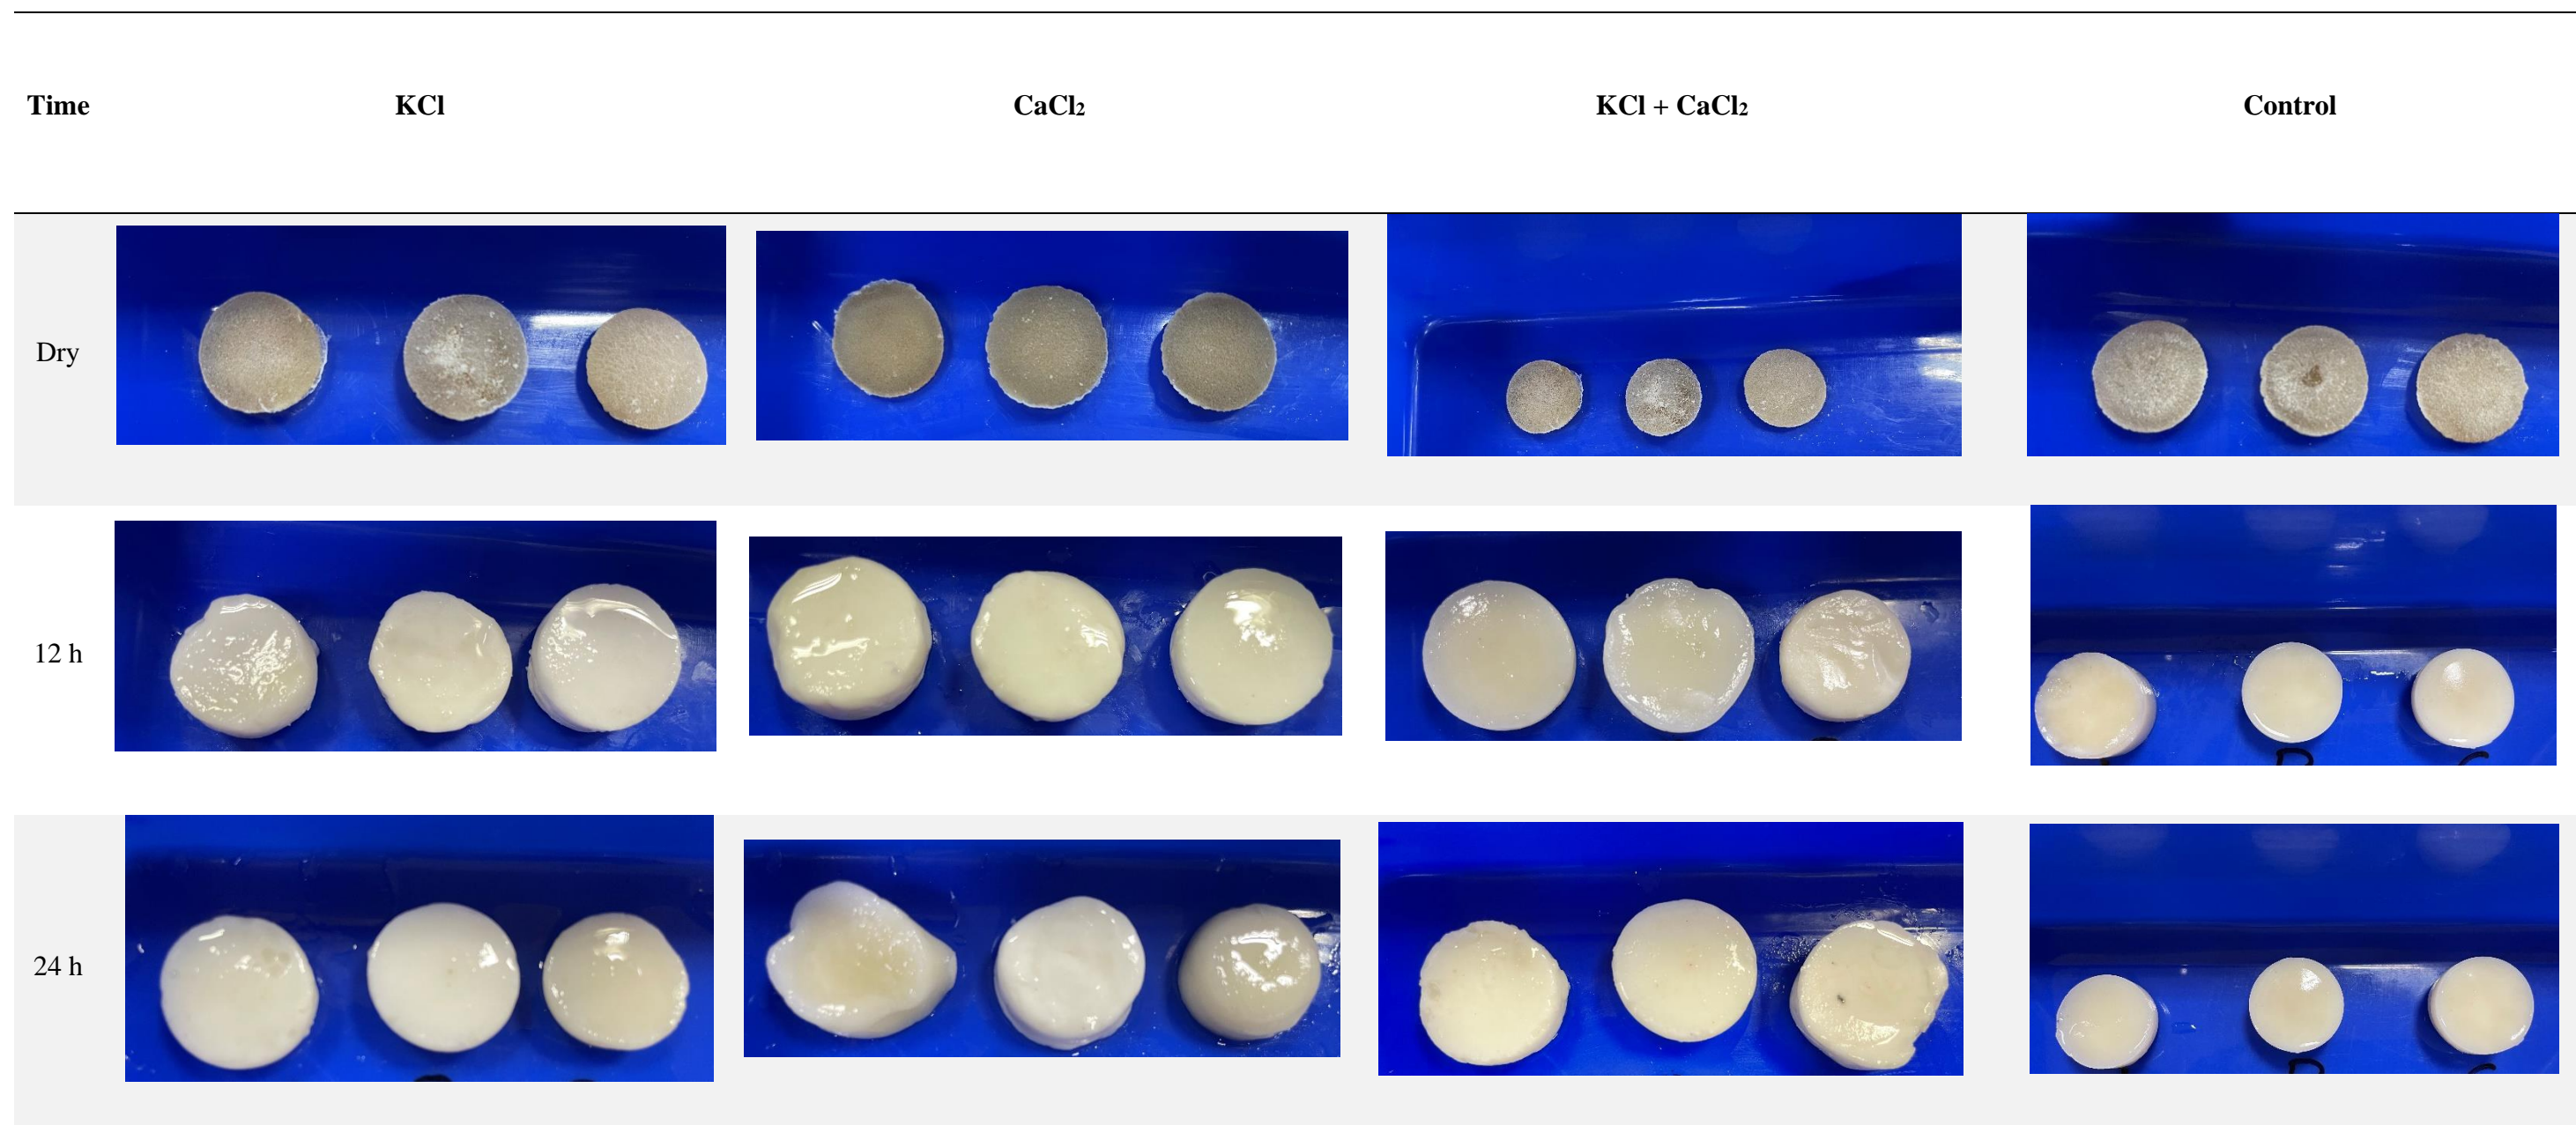 Time KCl CaCl₂ KCl + CaCl₂ Control
Dry
12 h
24 h